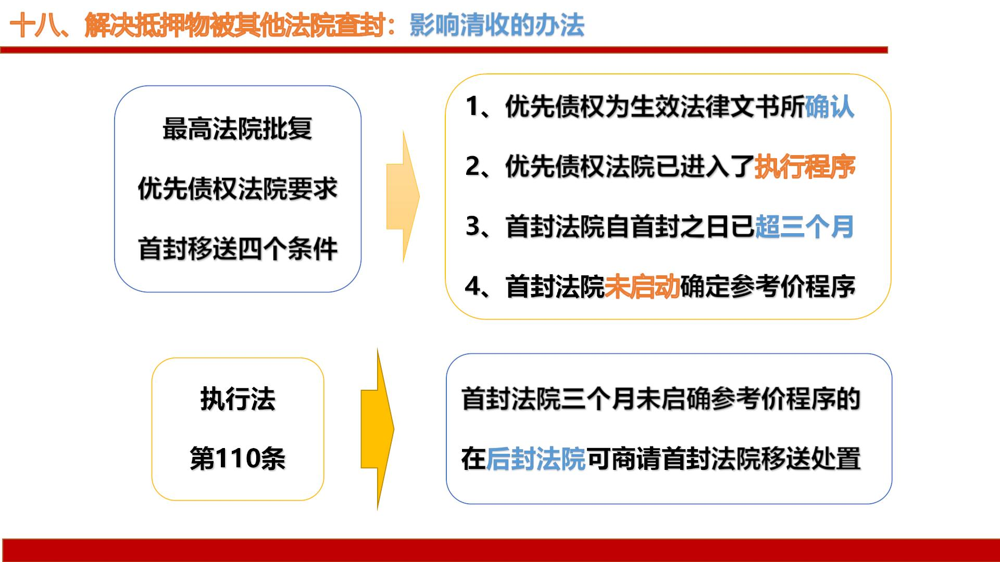 十八、解决抵押物被其他法院查封：影响清收的办法
最高法院批复
优先债权法院要求
首封移送四个条件
1、优先债权为生效法律文书所确认
2、优先债权法院已进入了执行程序
3、首封法院自首封之日已超三个月
4、首封法院未启动确定参考价程序
执行法
第110条
首封法院三个月未启确参考价程序的
在后封法院可商请首封法院移送处置